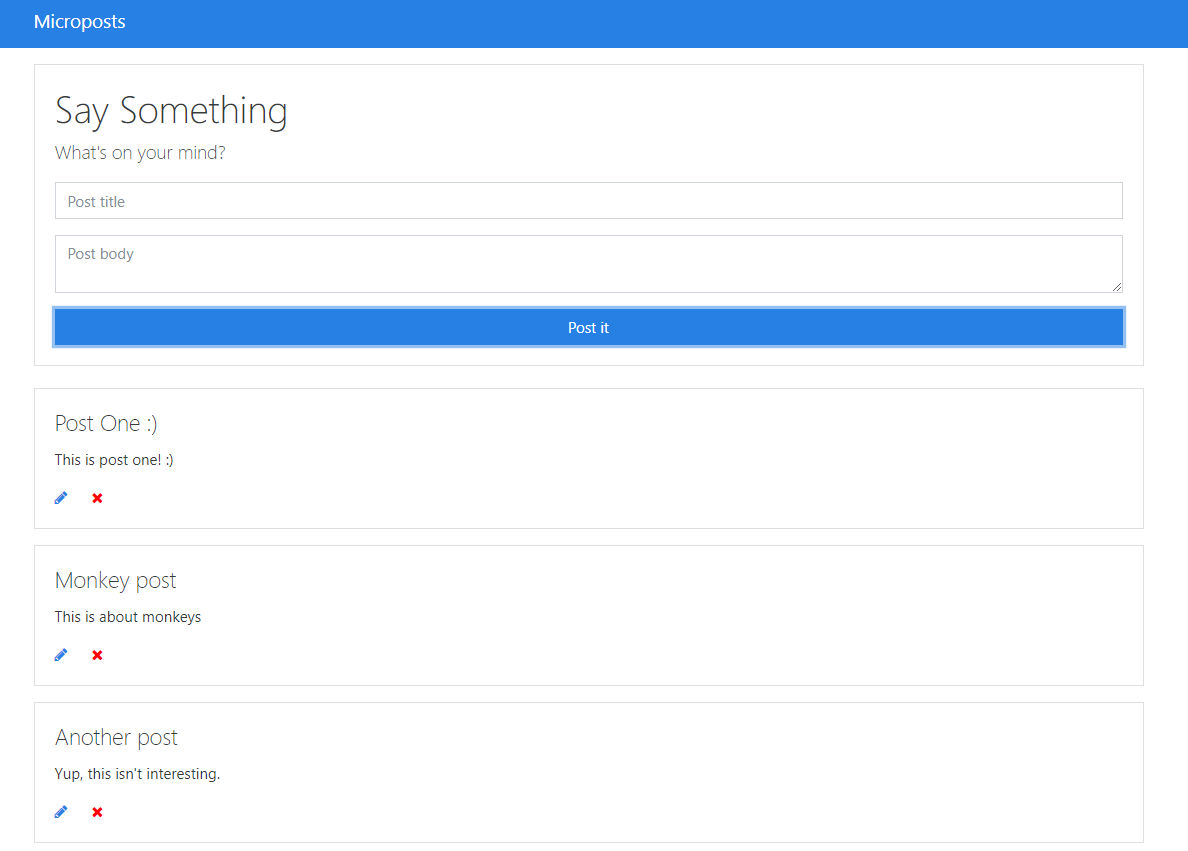 Microposts
Say Something
What's on your mind?
Post title
Post body
Post it
Post One :)
This is post one! :)
Monkey post
This is about monkeys
Another post
Yup, this isn't interesting.